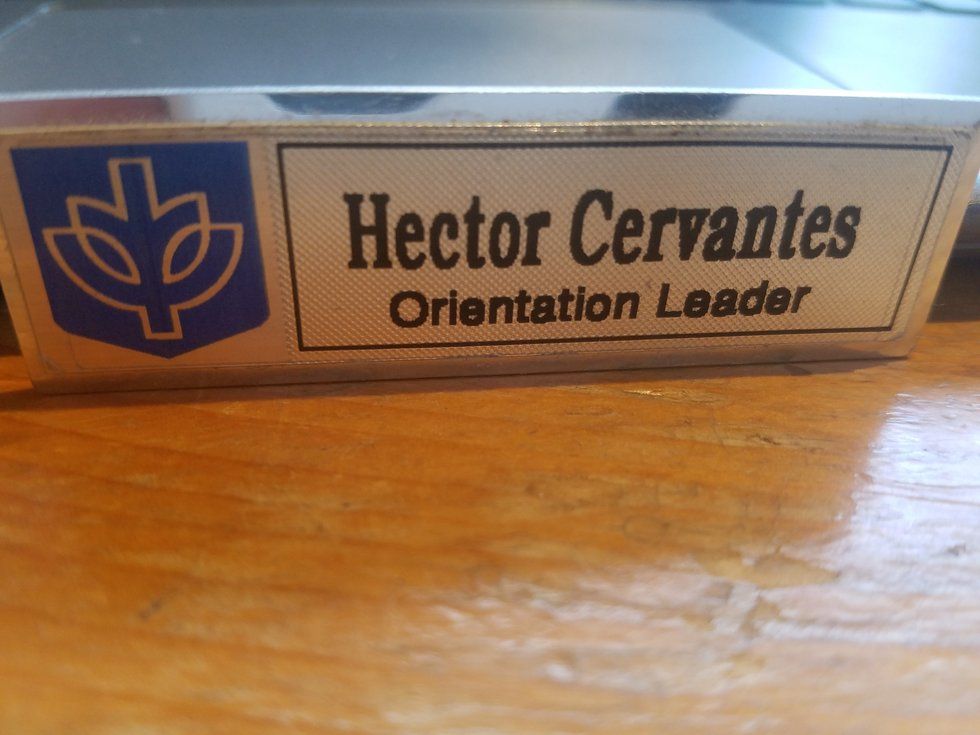 Hector Cervantes
Orientation Leader